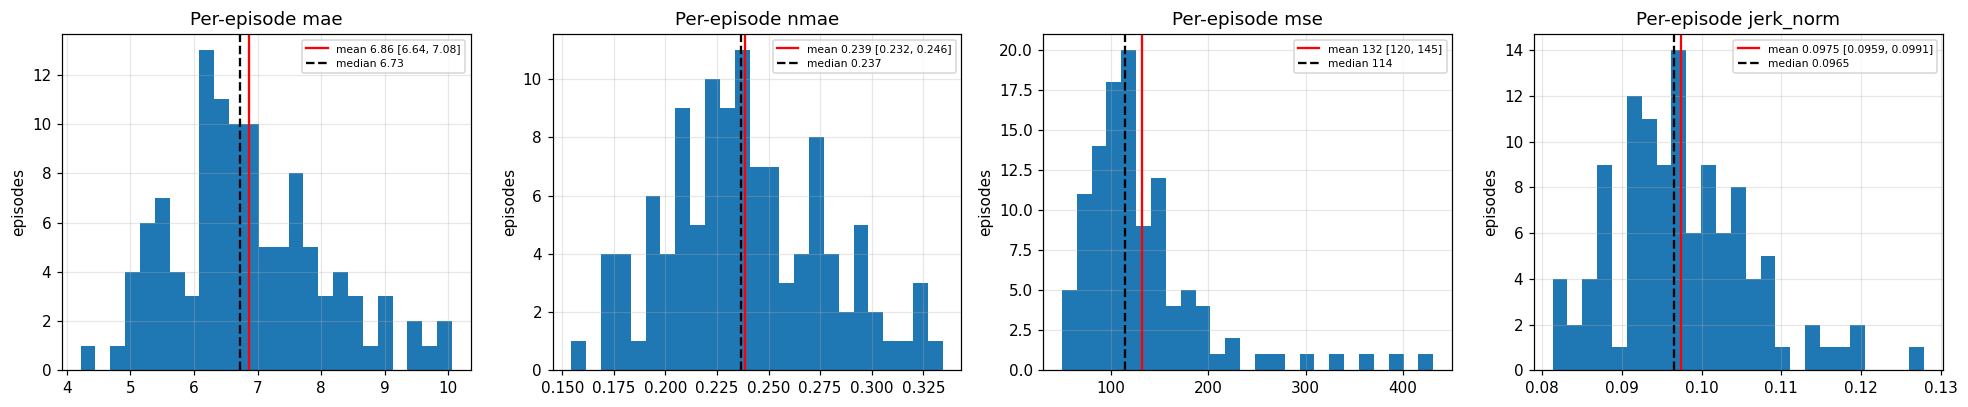 Per-episode mae
mean 6.86 [6.64, 7.08]
median 6.73
episodes
12
10
8
6
4
2
0
4 5 6 7 8 9 10
Per-episode nmae
mean 0.239 [0.232, 0.246]
median 0.237
episodes
10
8
6
4
2
0
0.150 0.175 0.200 0.225 0.250 0.275 0.300 0.325
Per-episode mse
mean 132 [120, 145]
median 114
episodes
20.0
17.5
15.0
12.5
10.0
7.5
5.0
2.5
0.0
100 200 300 400
Per-episode jerk_norm
mean 0.0975 [0.0959, 0.0991]
median 0.0965
episodes
14
12
10
8
6
4
2
0
0.08 0.09 0.10 0.11 0.12 0.13